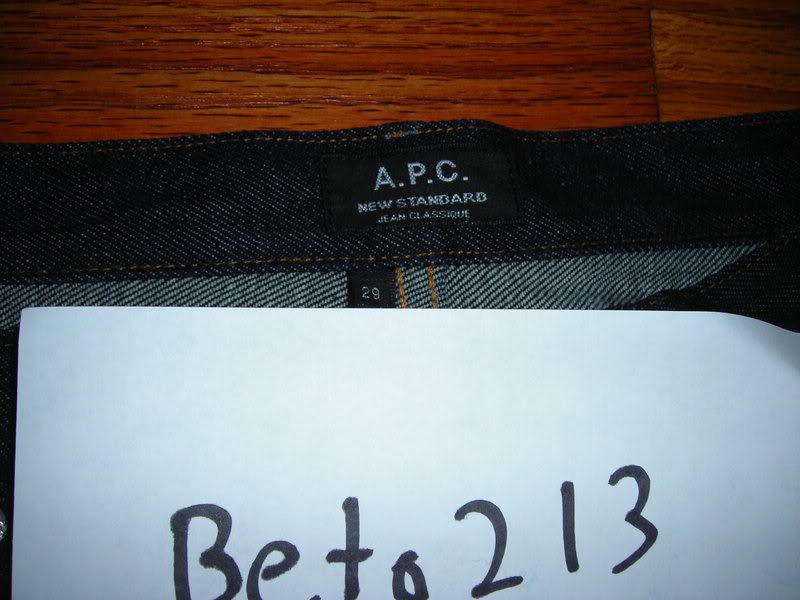 A.P.C.
NEW STANDARD
JEAN CLASSIQUE
29
Beto213